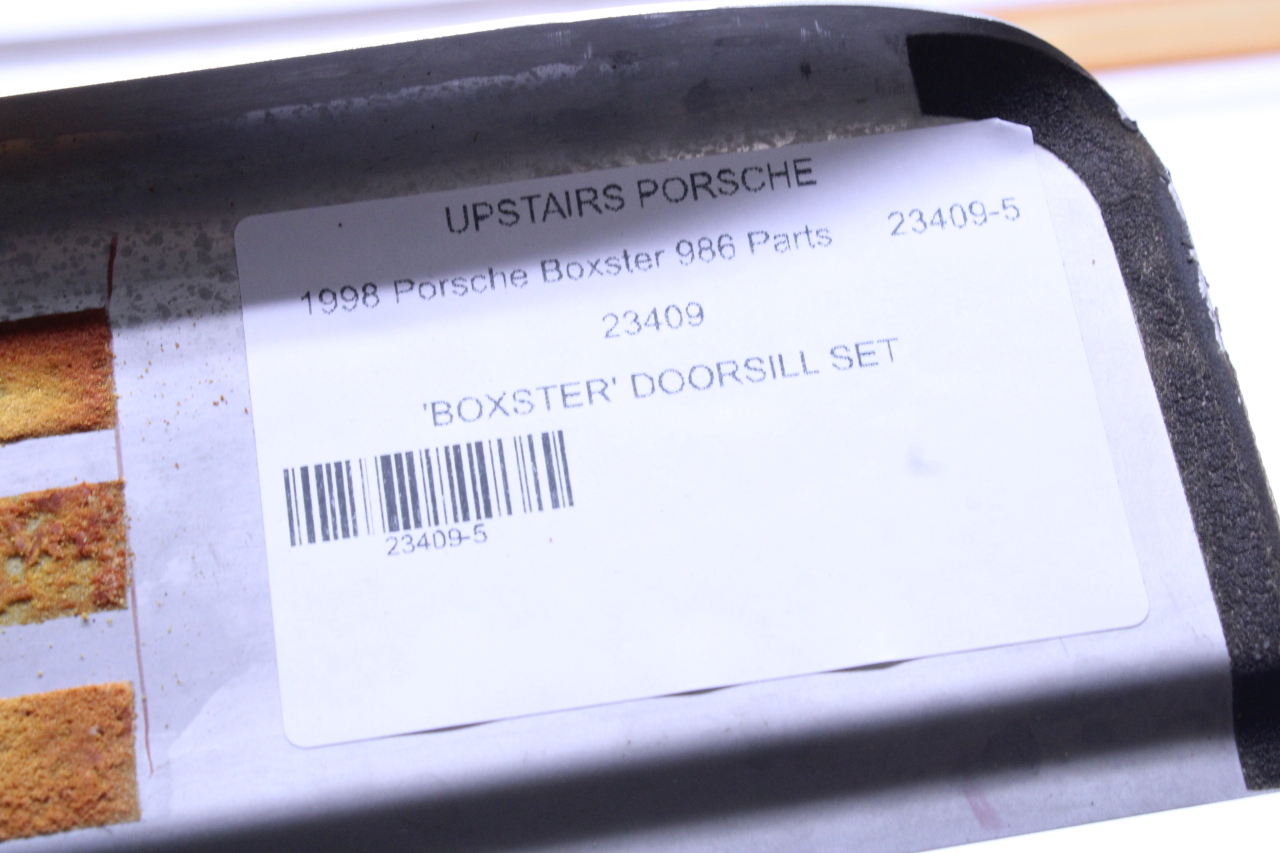 UPSTAIRS PORSCHE
1998 Porsche Boxster 986 Parts 23409-5
23409
'BOXSTER' DOORSILL SET
23409-5